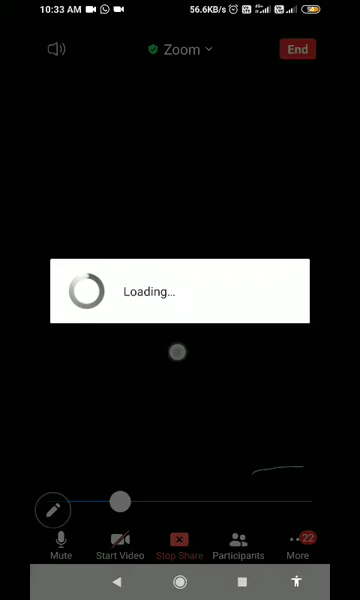 10:33 AM 56.6KB/s
Zoom End
Loading...
Mute Start Video Stop Share Participants More
22